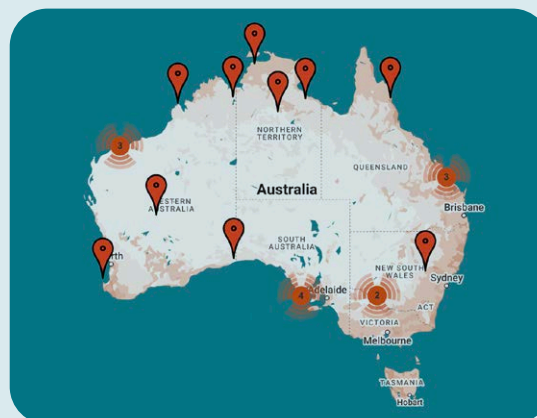 NORTHERN
TERRITORY
3
QUEENSLAND
3
Australia
WESTERN
AUSTRALIA
Brisbane
SOUTH
AUSTRALIA
rth
NEW SOUTH
WALES
Sydney
4
Adelaide
2
ACT
VICTORIA
Melbourne
TASMANIA
Hobart